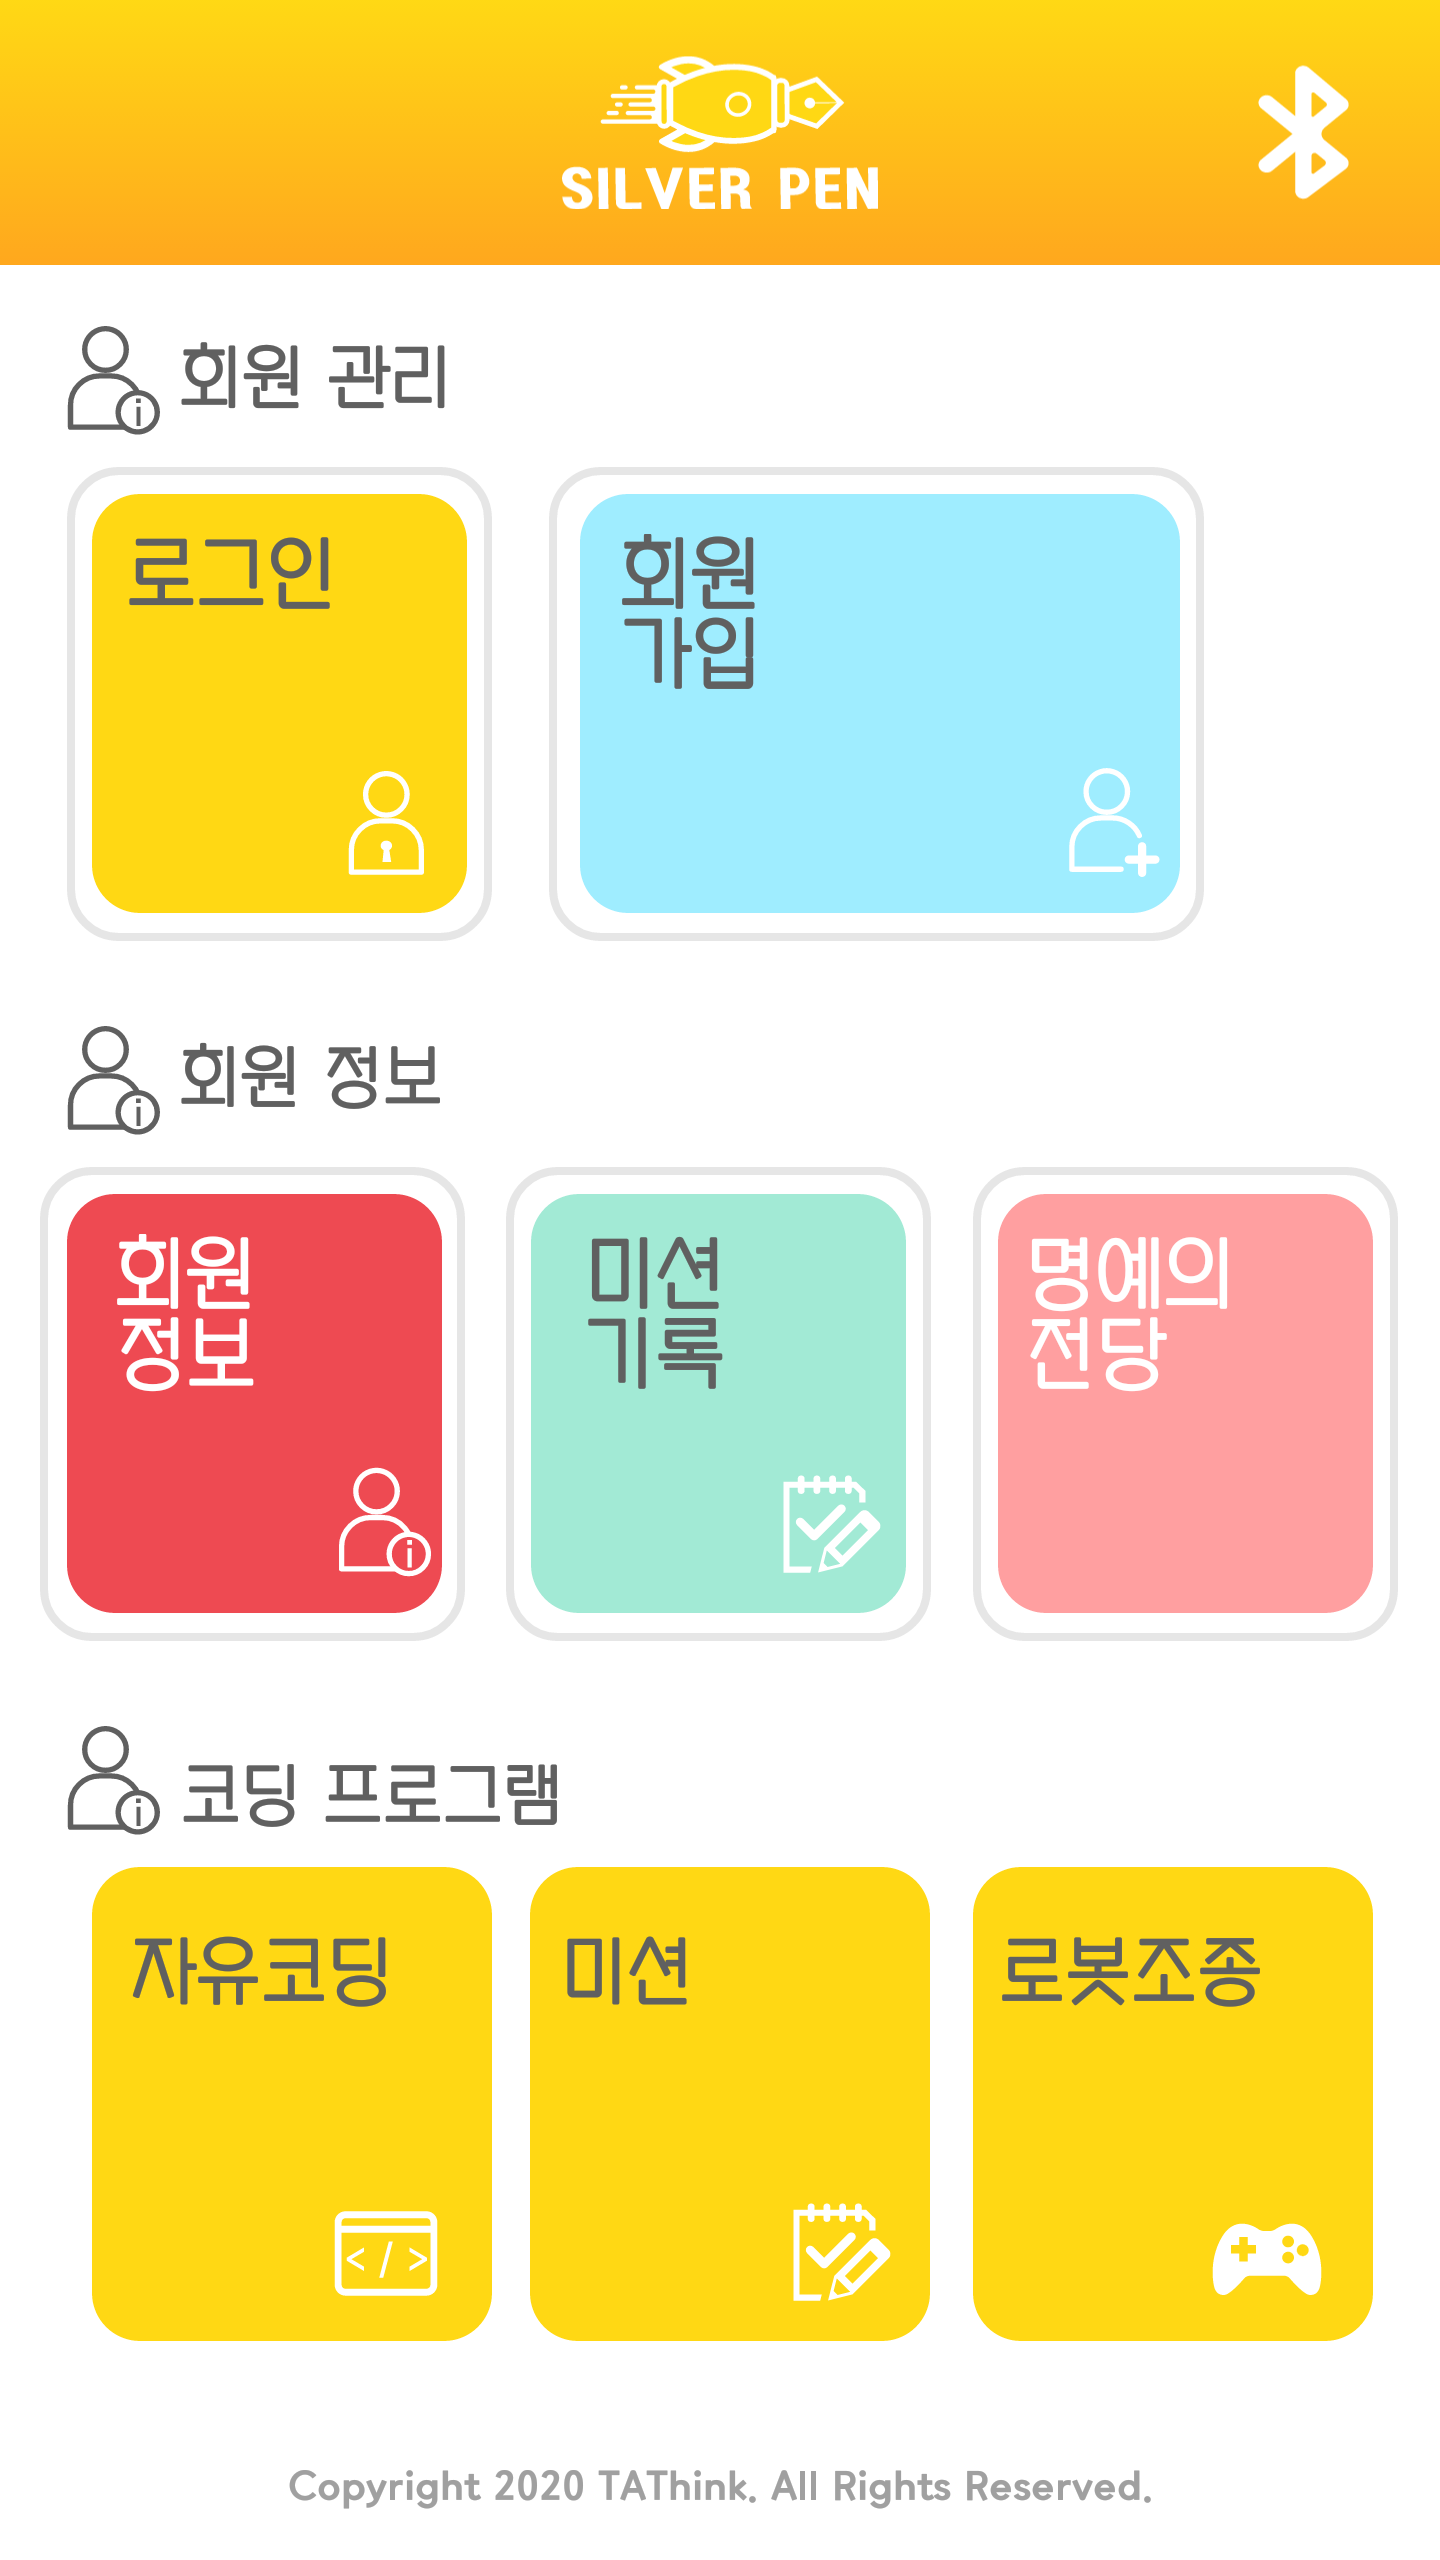 SILVER PEN
회원 관리
로그인
회원
가입
회원 정보
회원
정보
미션
기록
명예의
전당
코딩 프로그램
자유코딩
미션
로봇조종
Copyright 2020 TAThink. All Rights Reserved.